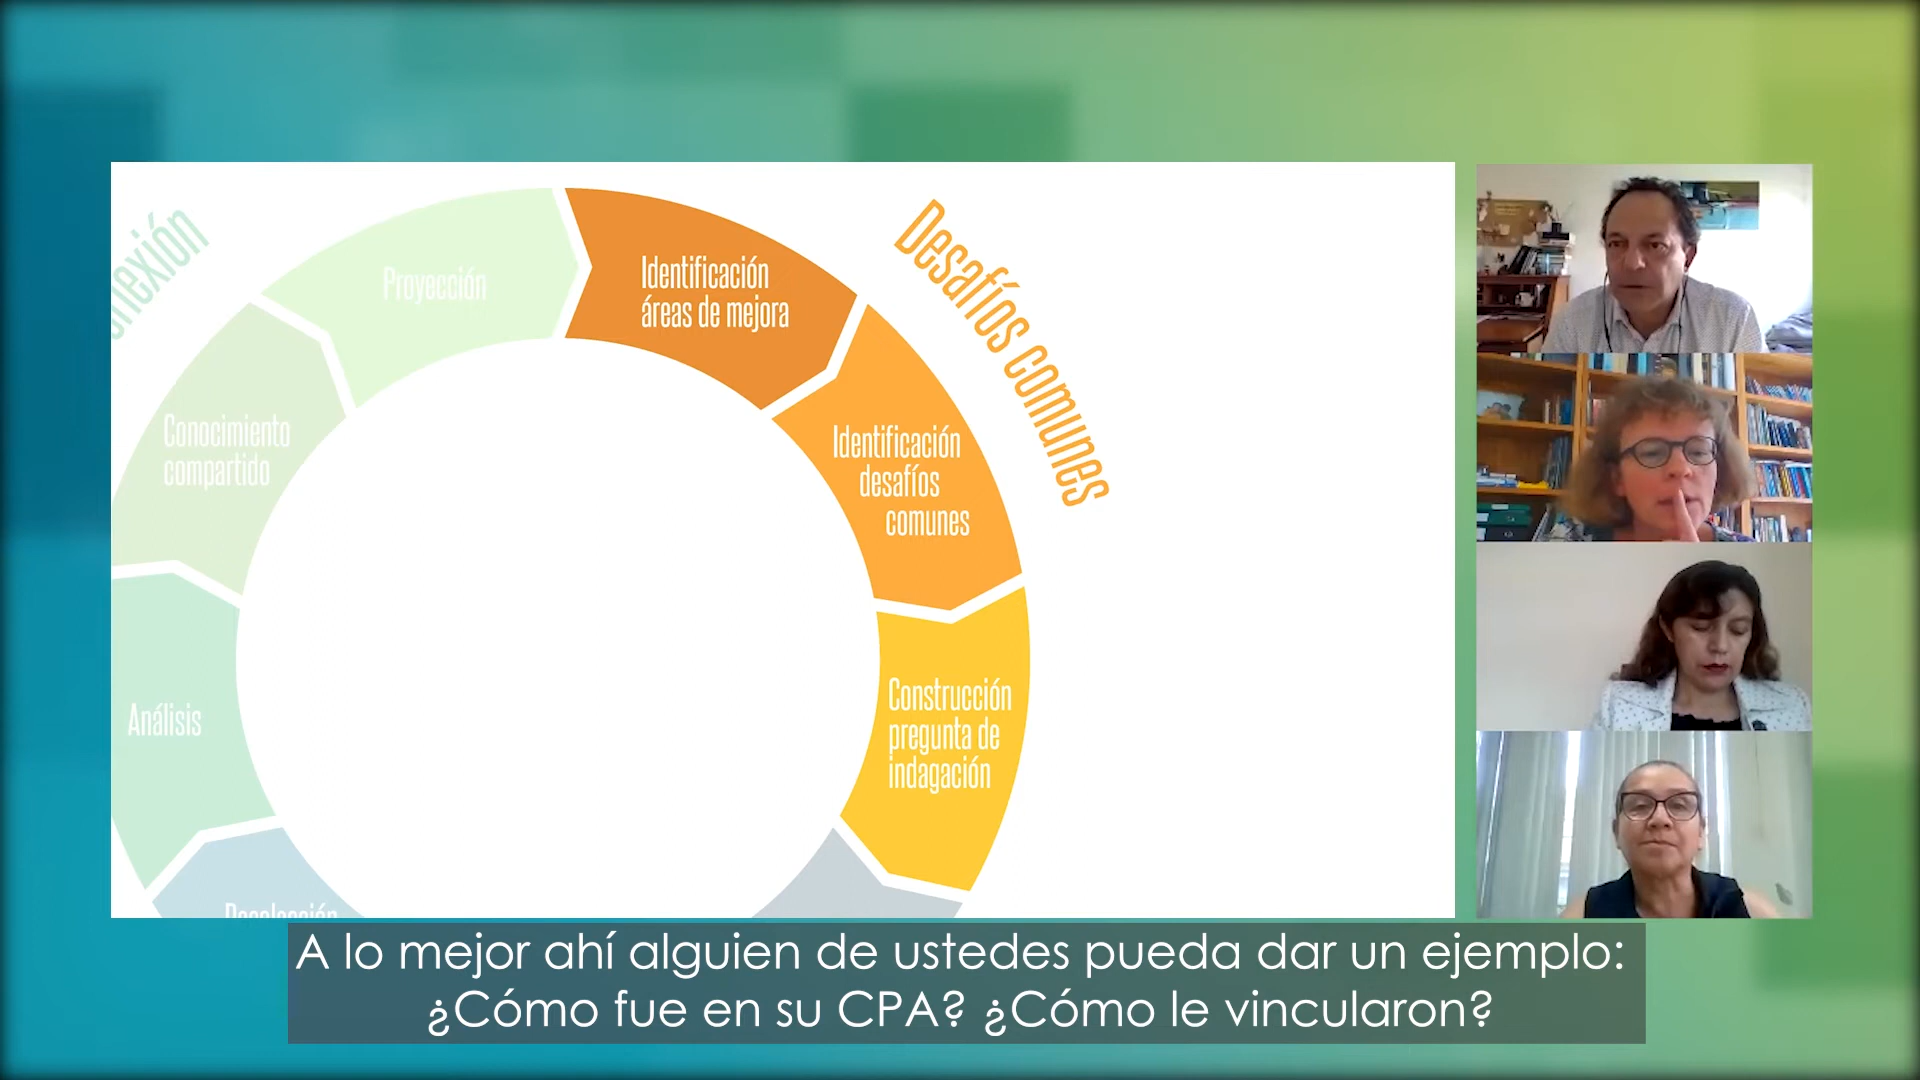 Proyección
Identificación
áreas de mejora
Desafíos comunes
Identificación
desafíos
comunes
Conocimiento
compartido
Construcción
pregunta de
indagación
Análisis
A lo mejor ahí alguien de ustedes pueda dar un ejemplo:
¿Cómo fue en su CPA? ¿Cómo le vincularon?